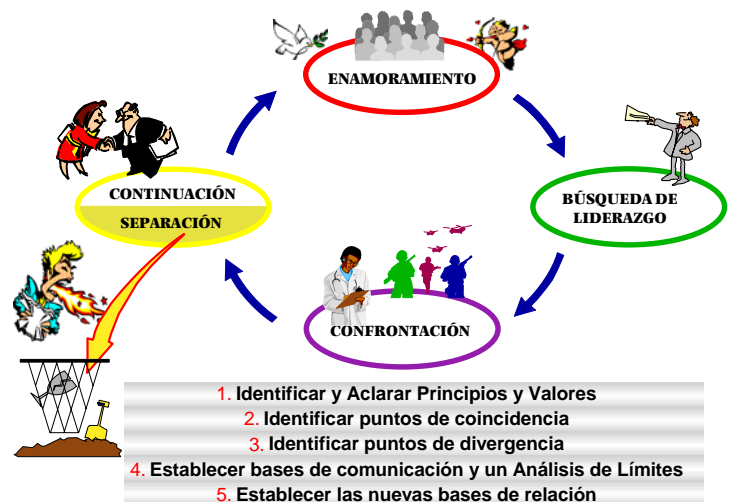 ENAMORAMIENTO
BÚSQUEDA DE
LIDERAZGO
CONFRONTACIÓN
CONTINUACIÓN
SEPARACIÓN
1. Identificar y Aclarar Principios y Valores
2. Identificar puntos de coincidencia
3. Identificar puntos de divergencia
4. Establecer bases de comunicación y un Análisis de Límites
5. Establecer las nuevas bases de relación